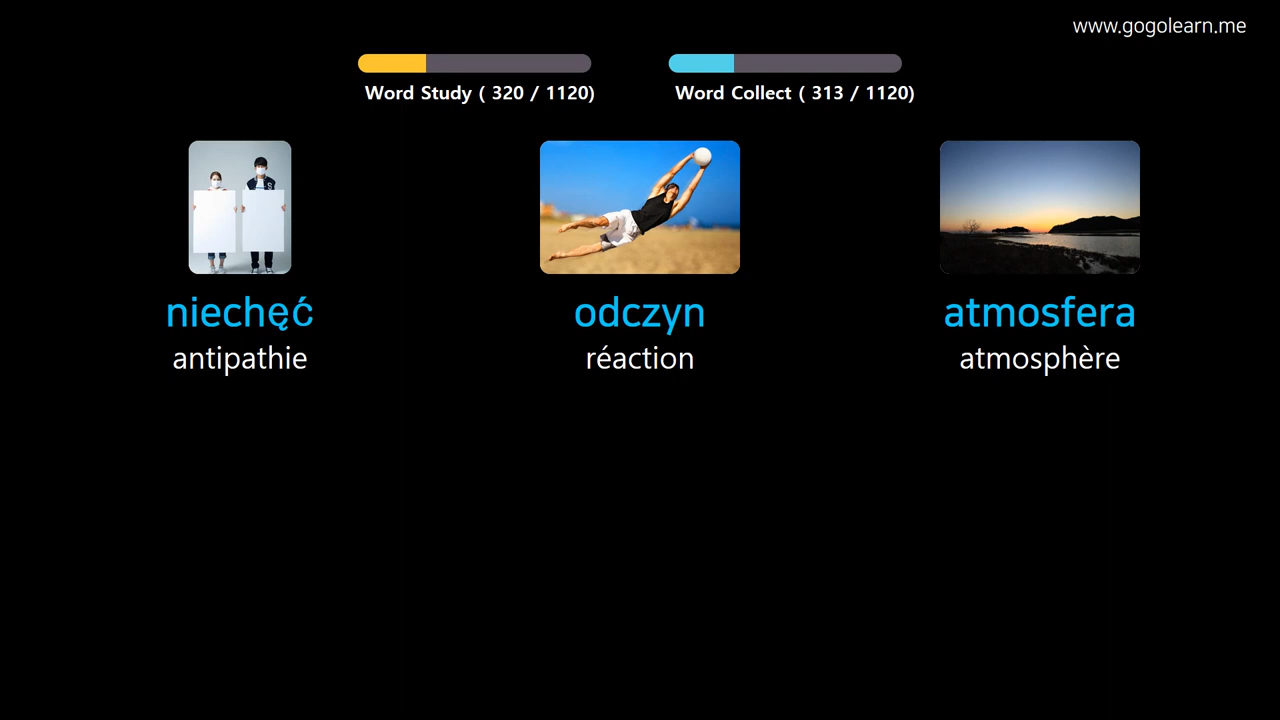 www.gogolearn.me
Word Study ( 320 / 1120)
Word Collect ( 313 / 1120)
niechęć
odczyn
atmosfera
antipathie
réaction
atmosphère